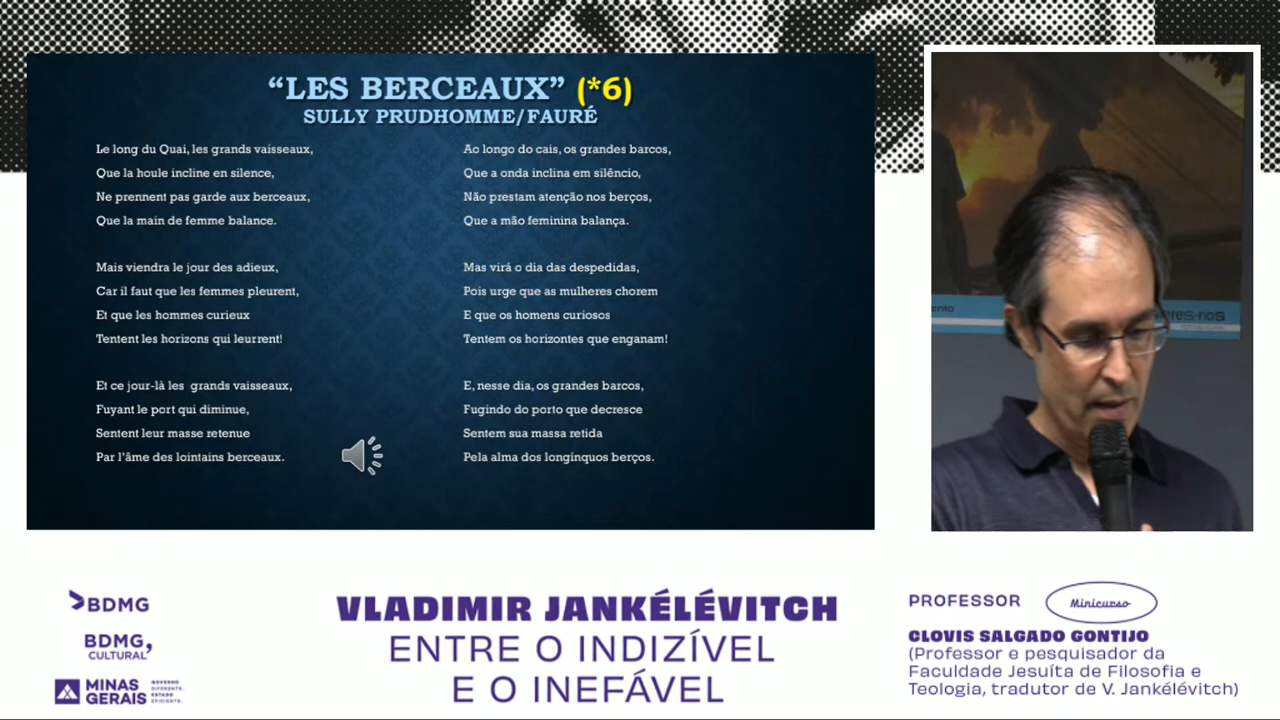 “LES BERCEAUX” (*6)
SULLY PRUDHOMME/FAURÉ
Le long du Quai, les grands vaisseaux,
Que la houle incline en silence,
Ne prennent pas garde aux berceaux,
Que la main de femme balance.
Mais viendra le jour des adieux,
Car il faut que les femmes pleurent,
Et que les hommes curieux
Tentent les horizons qui leurrent!
Et ce jour-là les grands vaisseaux,
Fuyant le port qui diminue,
Sentent leur masse retenue
Par l’âme des lointains berceaux.
Ao longo do cais, os grandes barcos,
Que a onda inclina em silêncio,
Não prestam atenção nos berços,
Que a mão feminina balança.
Mas virá o dia das despedidas,
Pois urge que as mulheres chorem
E que os homens curiosos
Tentem os horizontes que enganam!
E, nesse dia, os grandes barcos,
Fugindo do porto que decresce
Sentem sua massa retida
Pela alma dos longínquos berços.
BDMG
BDMG,
CULTURAL
MINAS
GERAIS
GOVERNO
DIFERENTE.
ESTADO
EFICIENTE.
VLADIMIR JANKÉLÉVITCH
ENTRE O INDIZÍVEL
E O INEFÁVEL
PROFESSOR
Minicurso
CLOVIS SALGADO GONTIJO
(Professor e pesquisador da
Faculdade Jesuíta de Filosofia e
Teologia, tradutor de V. Jankélévitch)